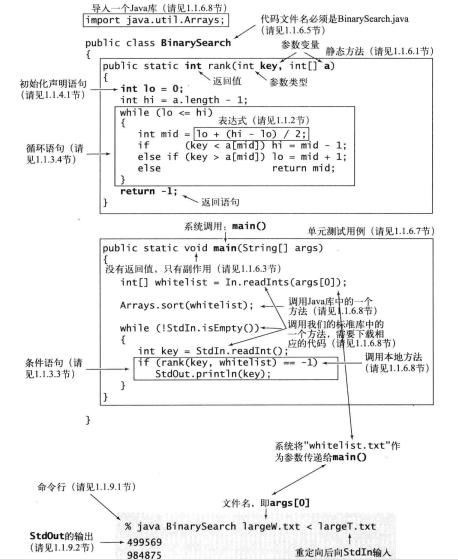 导入一个Java库（请见1.1.6.8节）
import java.util.Arrays;
代码文件名必须是BinarySearch.java
（请见1.1.6.5节）
public class BinarySearch
{
参数变量
静态方法（请见1.1.6.1节）
public static int rank(int key, int[] a)
{
返回值
参数类型
初始化声明语句
（请见1.1.4.1节）
int lo = 0;
int hi = a.length - 1;
while (lo <= hi)
{
表达式（请见1.1.2节）
int mid = lo + (hi - lo) / 2;
if (key < a[mid]) hi = mid - 1;
else if (key > a[mid]) lo = mid + 1;
else return mid;
}
循环语句（请见
1.1.3.4节）
return -1;
}
返回语句
系统调用：main()
单元测试用例（请见1.1.6.7节）
public static void main(String[] args)
{
没有返回值，只有副作用（请见1.1.6.3节）
int[] whitelist = In.readInts(args[0]);
Arrays.sort(whitelist);
调用Java库中的一个
方法（请见1.1.6.8节）
while (!StdIn.isEmpty())
{
调用我们的标准库中的
一个方法，需要下载相
应的代码（请见1.1.6.8节）
int key = StdIn.readInt();
if (rank(key, whitelist) == -1)
StdOut.println(key);
}
}
条件语句（请
见1.1.3.3节）
调用本地方法
（请见1.1.6.8节）
}
系统将"whitelist.txt"作
为参数传递给main()
命令行（请见1.1.9.1节）
文件名，即args[0]
% java BinarySearch largeW.txt < largeT.txt
StdOut的输出
（请见1.1.9.2节）
499569
984875
重定向后向StdIn输入